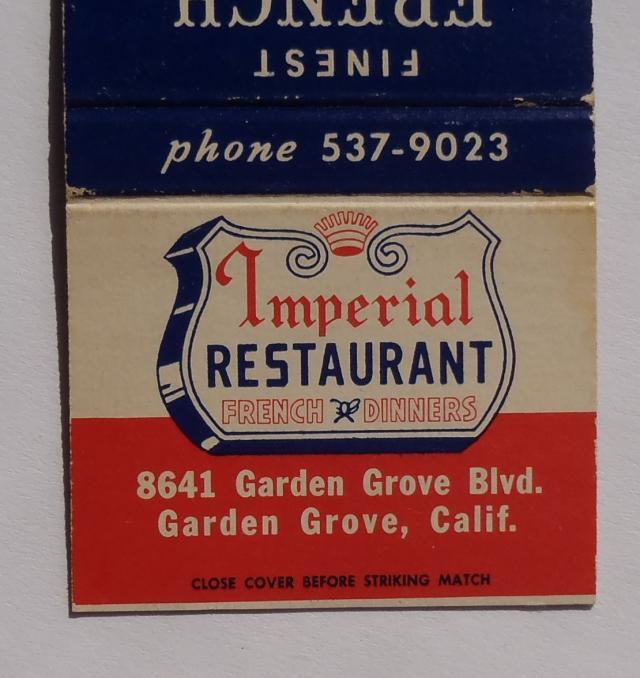 FRENCH
FINEST
phone 537-9023
Imperial
RESTAURANT
FRENCH DINNERS
8641 Garden Grove Blvd.
Garden Grove, Calif.
CLOSE COVER BEFORE STRIKING MATCH